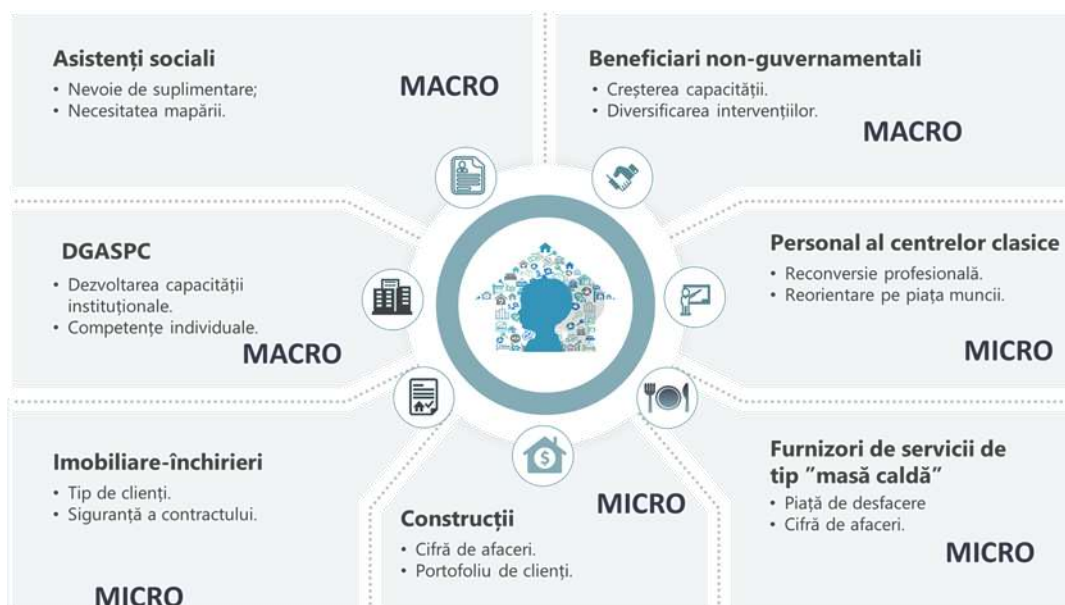 Asistenți sociali
• Nevoie de suplimentare;
• Necesitatea mapării.
MACRO
Beneficiari non-guvernamentali
• Creșterea capacității.
• Diversificarea intervențiilor.
MACRO
DGASPC
• Dezvoltarea capacității
instituționale.
• Competențe individuale.
MACRO
Personal al centrelor clasice
• Reconversie profesională.
• Reorientare pe piața muncii.
MICRO
Imobiliare-închirieri
• Tip de clienți.
• Siguranță a contractului.
MICRO
Construcții
• Cifră de afaceri.
• Portofoliu de clienți.
MICRO
Furnizori de servicii de
tip ”masă caldă”
• Piață de desfacere
• Cifră de afaceri.
MICRO
$